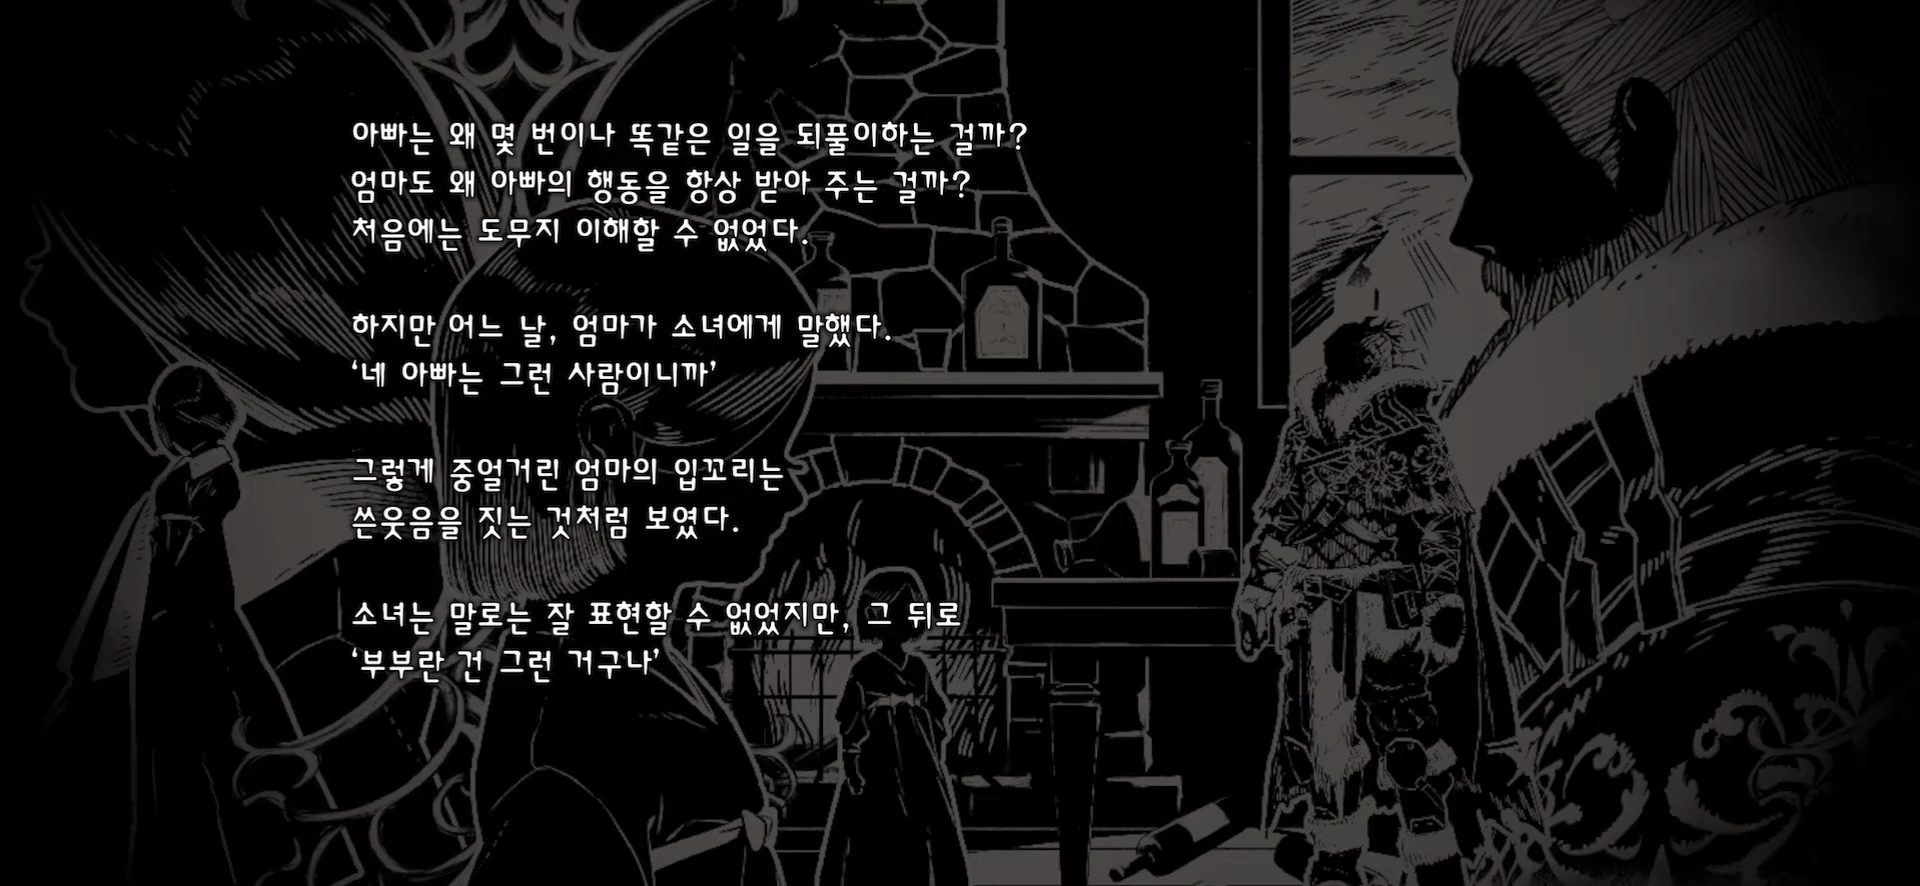 아빠는 왜 몇 번이나 똑같은 일을 되풀이하는 걸까?
엄마도 왜 아빠의 행동을 항상 받아 주는 걸까?
처음에는 도무지 이해할 수 없었다.
하지만 어느 날, 엄마가 소녀에게 말했다.
‘네 아빠는 그런 사람이니까’
그렇게 중얼거린 엄마의 입꼬리는
쓴웃음을 짓는 것처럼 보였다.
소녀는 말로는 잘 표현할 수 없었지만, 그 뒤로
‘부부란 건 그런 거구나’